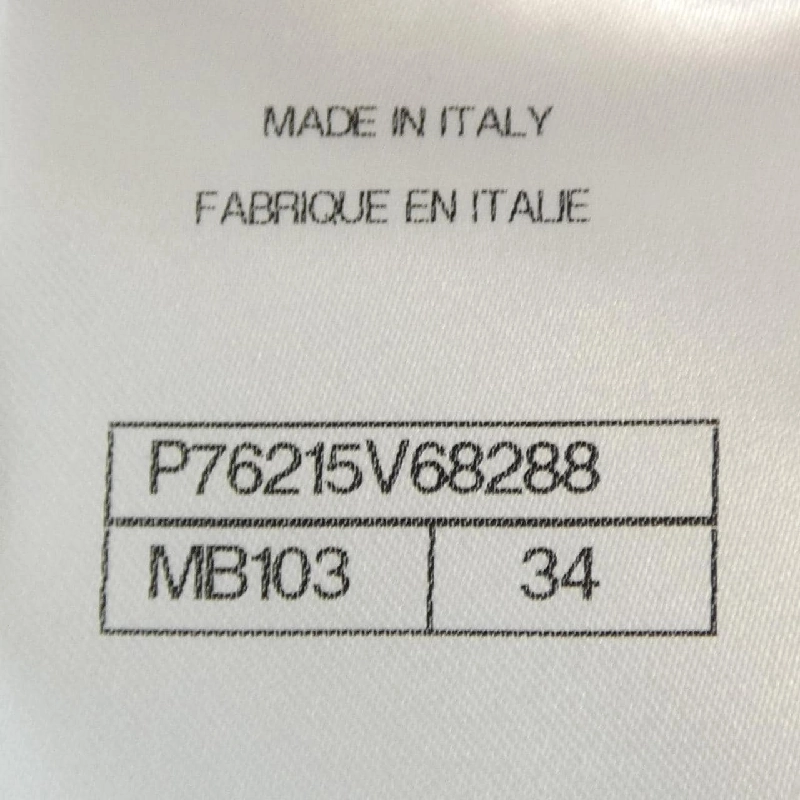 MADE IN ITALY
FABRIQUE EN ITALIE
P76215V68288
MB103 34